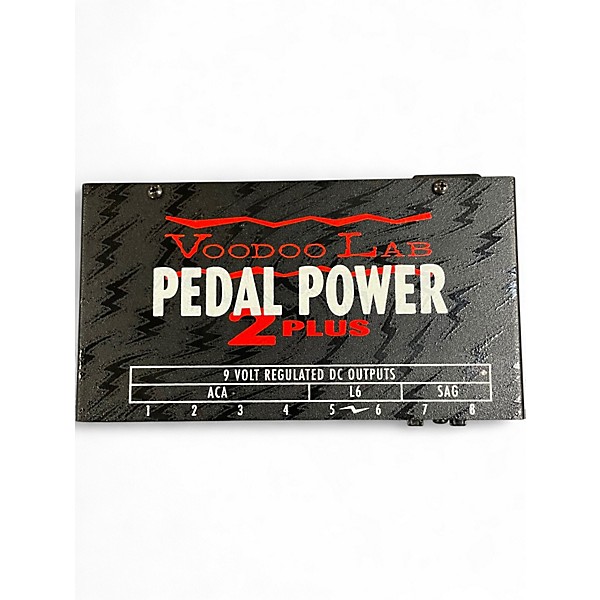 VOODOO LAB
PEDAL POWER
2 PLUS
9 VOLT REGULATED DC OUTPUTS +
ACA L6 SAG
1 2 3 4 5 6 7 8